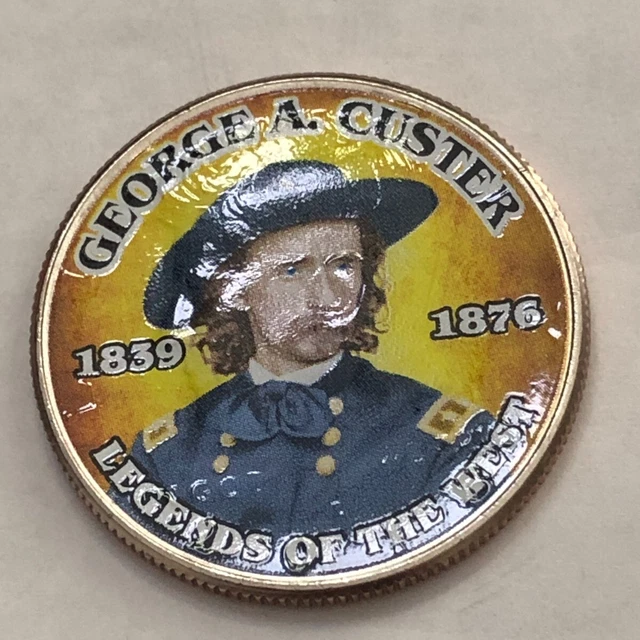 GEORGE A. CUSTER
1839
1876
LEGENDS OF THE WEST